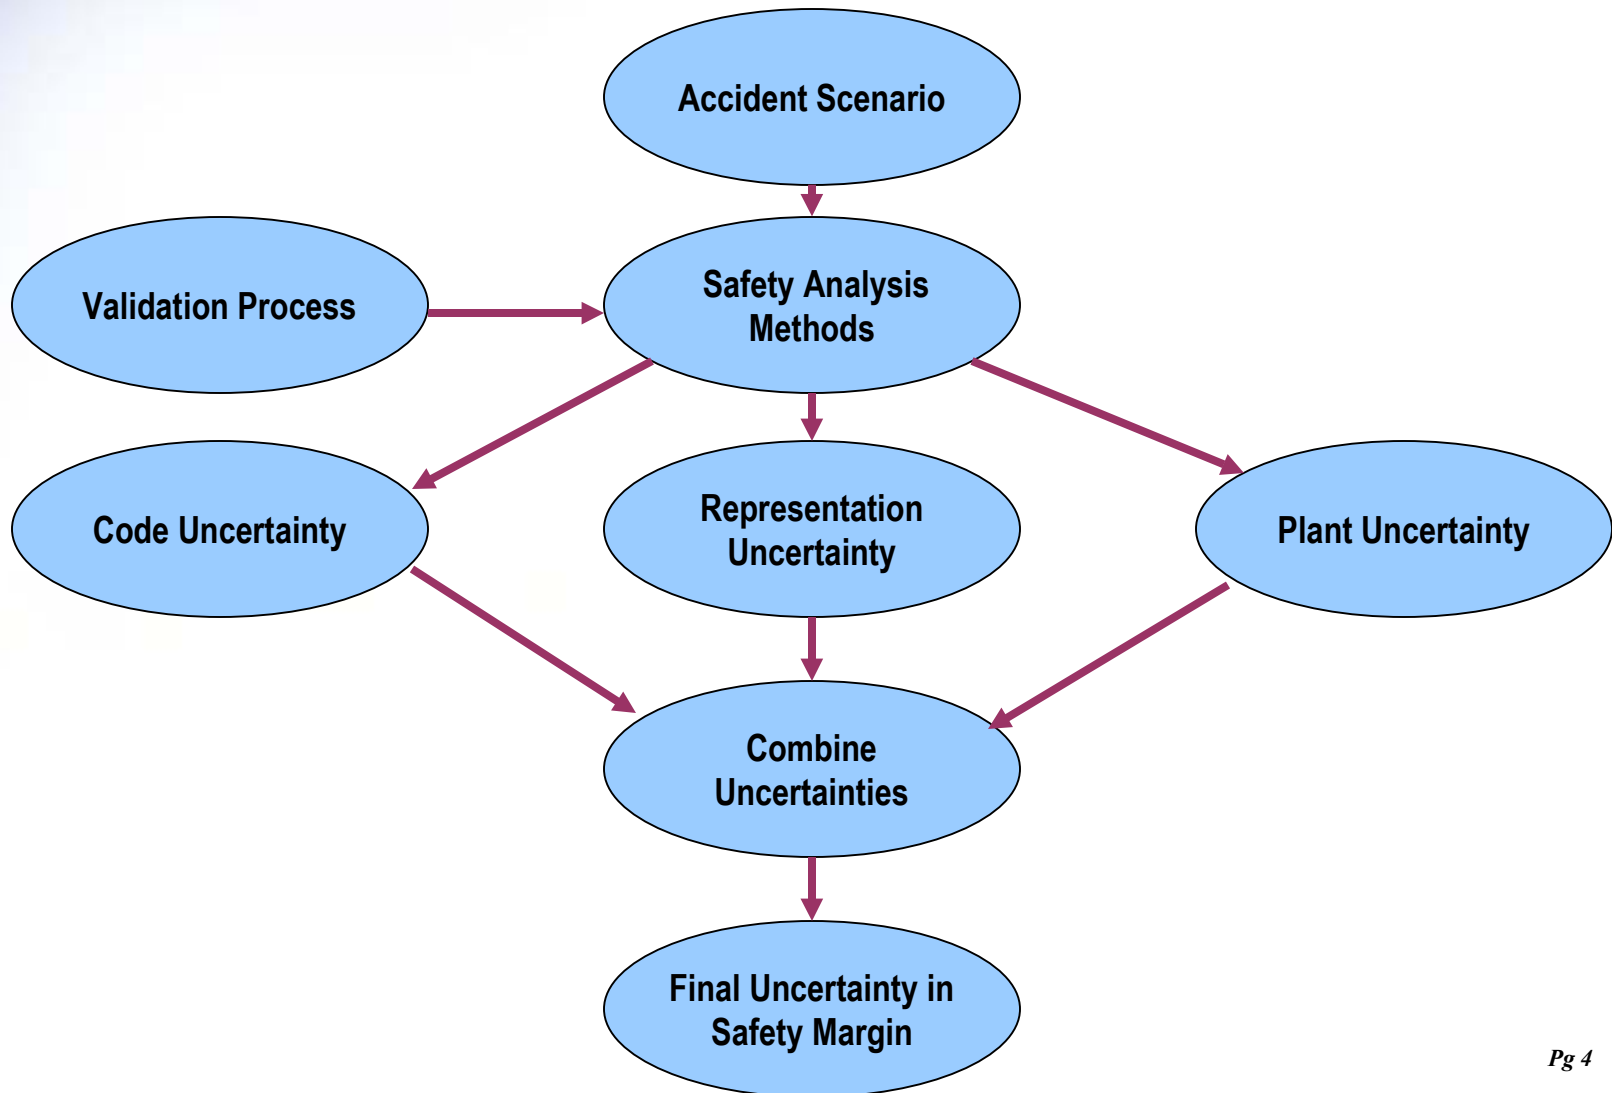 Accident Scenario
Validation Process
Safety Analysis
Methods
Code Uncertainty
Representation
Uncertainty
Plant Uncertainty
Combine
Uncertainties
Final Uncertainty in
Safety Margin
Pg 4